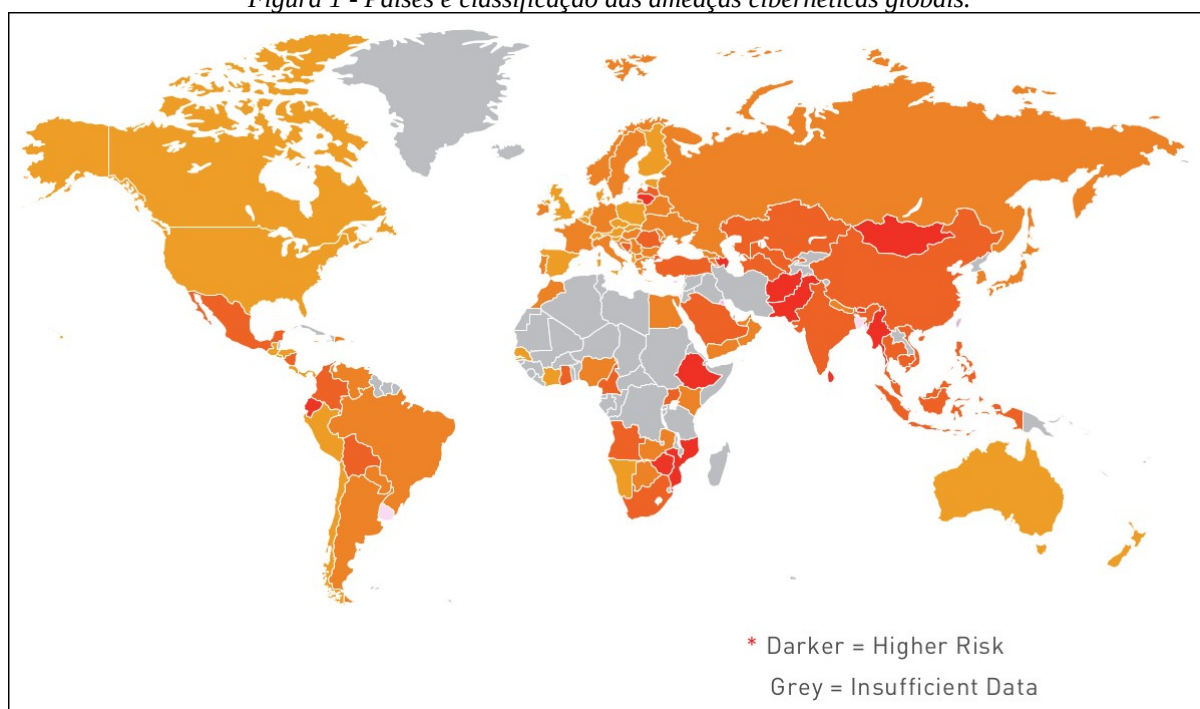 Figura 1 - Países e classificação das ameaças cibernéticas globais.
* Darker = Higher Risk
Grey = Insufficient Data